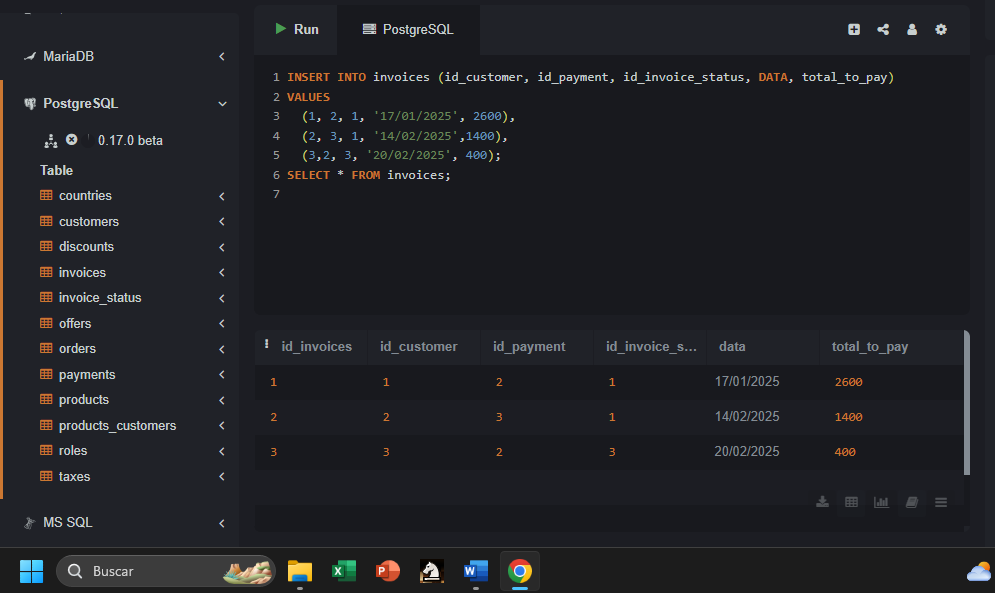 Run
PostgreSQL
MariaDB
PostgreSQL
0.17.0 beta
Table
countries
customers
discounts
invoices
invoice_status
offers
orders
payments
products
products_customers
roles
taxes
MS SQL
1 INSERT INTO invoices (id_customer, id_payment, id_invoice_status, DATA, total_to_pay)
2 VALUES
3 (1, 2, 1, '17/01/2025', 2600),
4 (2, 3, 1, '14/02/2025',1400),
5 (3,2, 3, '20/02/2025', 400);
6 SELECT * FROM invoices;
7
id_invoices id_customer id_payment id_invoice_s... data total_to_pay
1 1 2 1 17/01/2025 2600
2 2 3 1 14/02/2025 1400
3 3 2 3 20/02/2025 400
Buscar